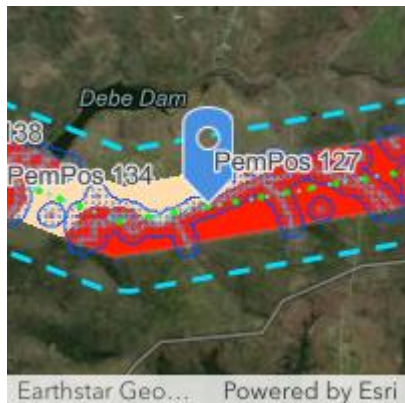 Debe Dam
138
PemPos 127
PemPos 134
Earthstar Geo... Powered by Esri